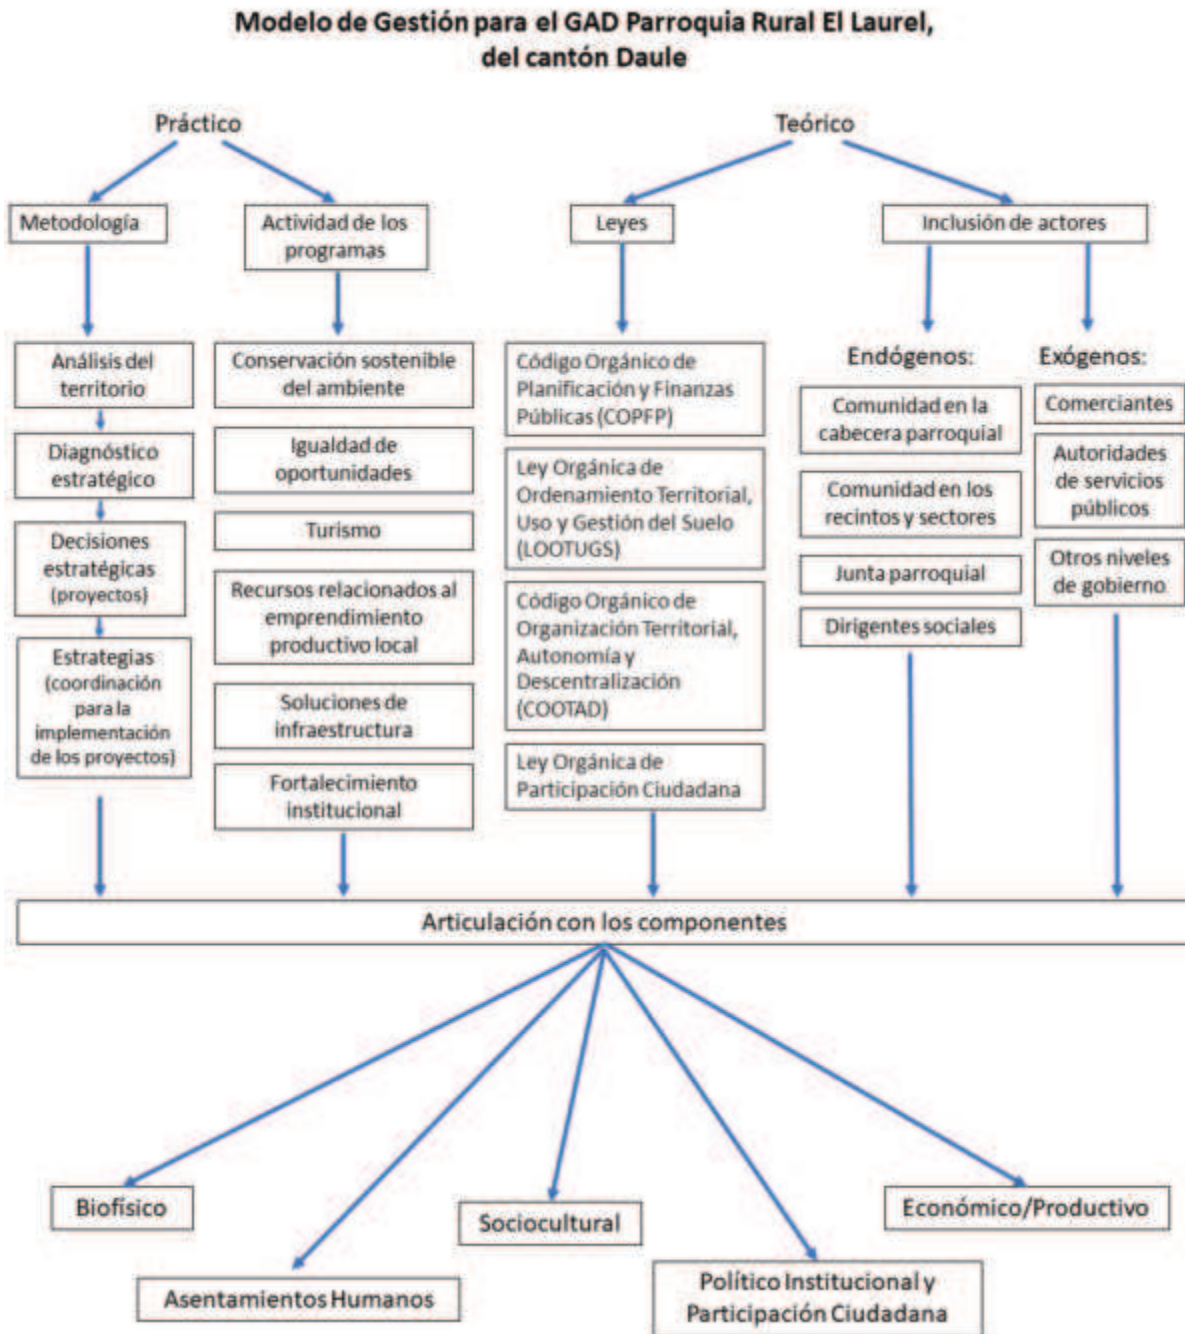 Modelo de Gestión para el GAD Parroquia Rural El Laurel,
del cantón Daule
Práctico
Teórico
Metodología
Actividad de los
programas
Leyes
Inclusión de actores
Análisis del
territorio
Diagnóstico
estratégico
Decisiones
estratégicas
(proyectos)
Estrategias
(coordinación
para la
implementación
de los proyectos)
Conservación sostenible
del ambiente
Igualdad de
oportunidades
Turismo
Recursos relacionados al
emprendimiento
productivo local
Soluciones de
infraestructura
Fortalecimiento
institucional
Código Orgánico de
Planificación y Finanzas
Públicas (COPFP)
Ley Orgánica de
Ordenamiento Territorial,
Uso y Gestión del Suelo
(LOOTUGS)
Código Orgánico de
Organización Territorial,
Autonomía y
Descentralización
(COOTAD)
Ley Orgánica de
Participación Ciudadana
Endógenos:
Comunidad en la
cabecera parroquial
Comunidad en los
recintos y sectores
Junta parroquial
Dirigentes sociales
Exógenos:
Comerciantes
Autoridades
de servicios
públicos
Otros niveles
de gobierno
Articulación con los componentes
Biofísico
Asentamientos Humanos
Sociocultural
Político Institucional y
Participación Ciudadana
Económico/Productivo